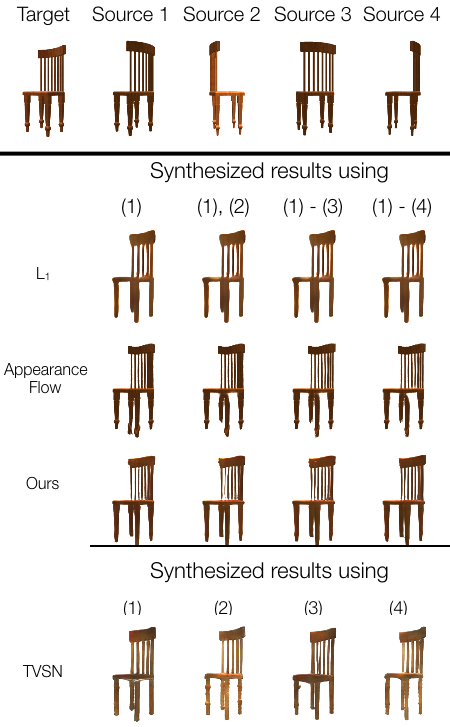 Target Source 1 Source 2 Source 3 Source 4
Synthesized results using
(1) (1), (2) (1) - (3) (1) - (4)
L₁
Appearance
Flow
Ours
Synthesized results using
(1) (2) (3) (4)
TVSN